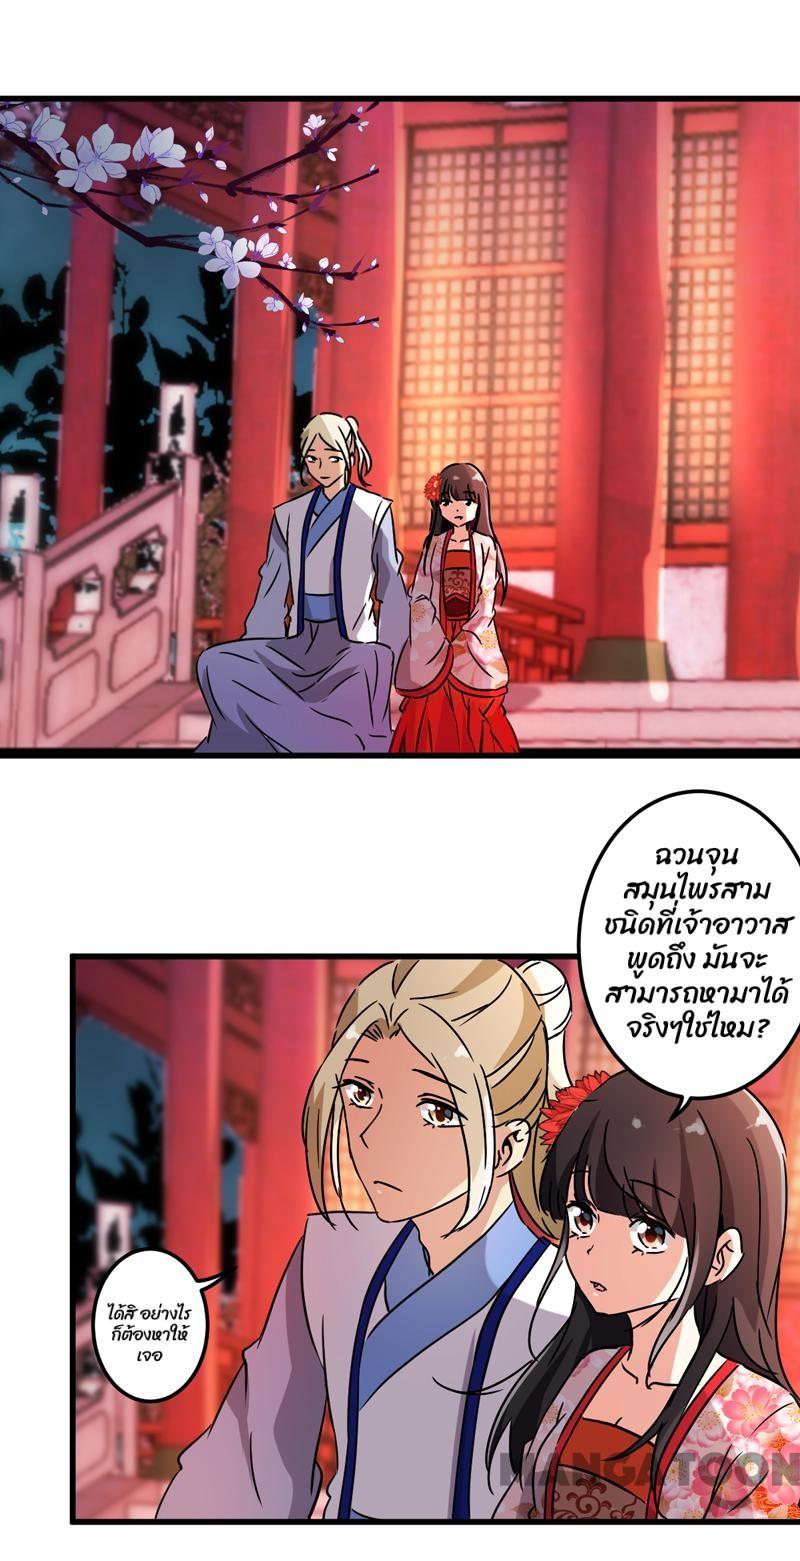 ฉวนจุน
สมุนไพรสาม
ชนิดที่เจ้าอาวาส
พูดถึง มันจะ
สามารถหามาได้
จริงๆใช่ไหม?
ได้สิ อย่างไร
ก็ต้องหาให้
เจอ
MANGATOON